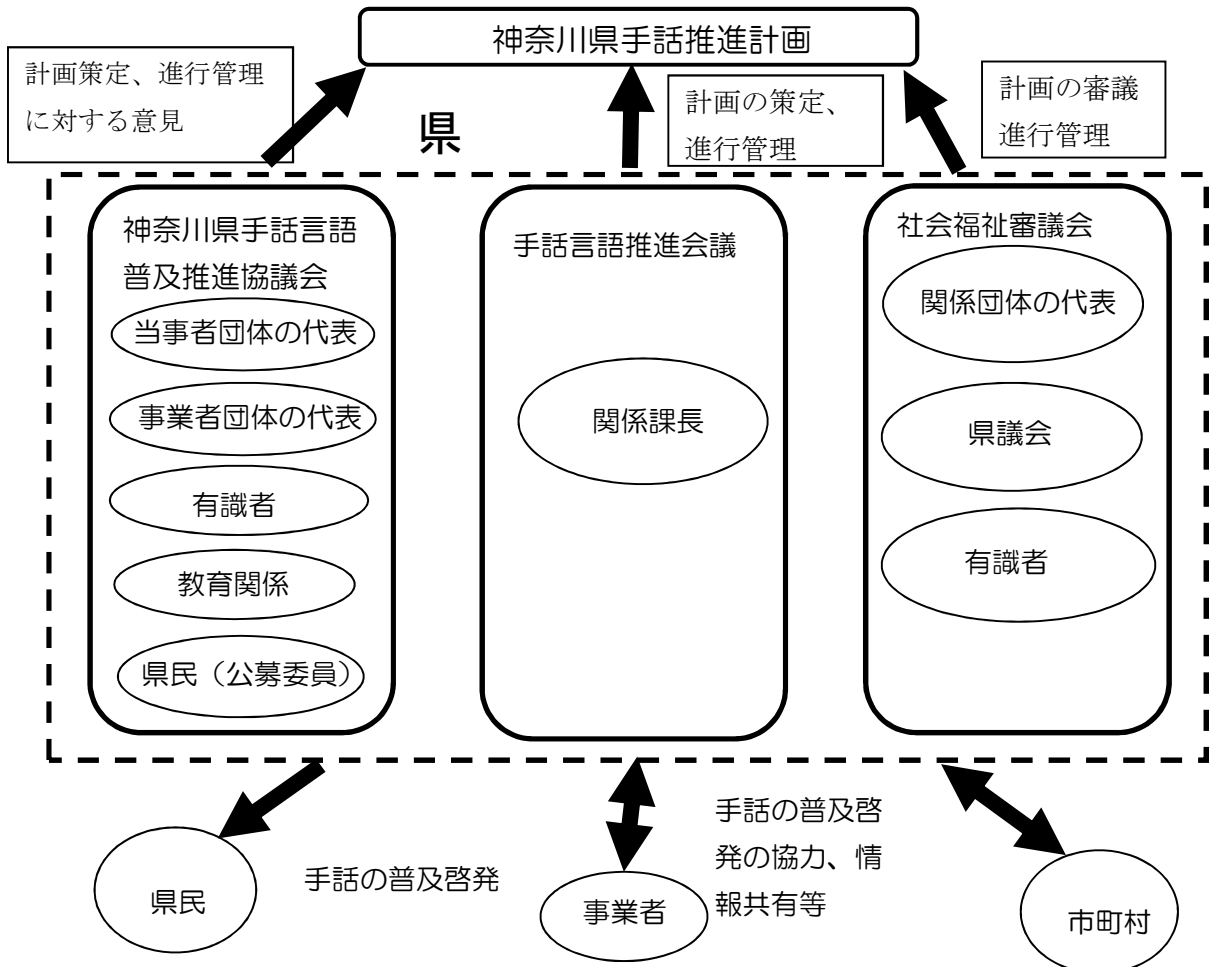 神奈川県手話推進計画
計画策定、進行管理
に対する意見
県
計画の策定、
進行管理
計画の審議
進行管理
神奈川県手話言語
普及推進協議会
当事者団体の代表
事業者団体の代表
有識者
教育関係
県民（公募委員）
手話言語推進会議
関係課長
社会福祉審議会
関係団体の代表
県議会
有識者
県民
手話の普及啓発
事業者
手話の普及啓
発の協力、情
報共有等
市町村